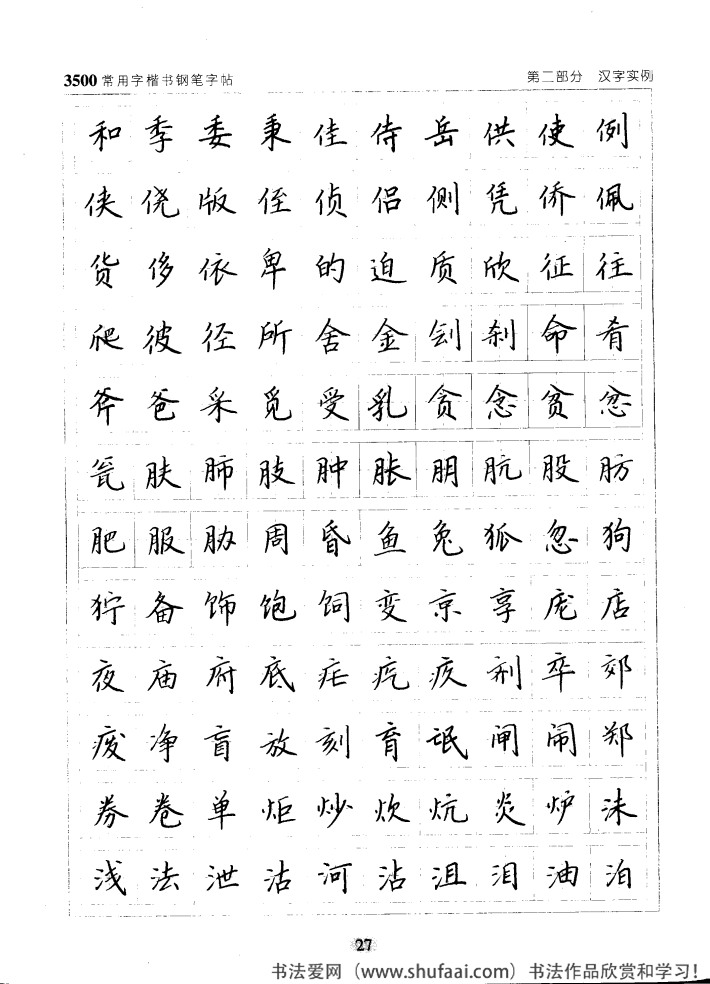 3500常用字楷书钢笔字帖 第二部分 汉字实例
和季委秉佳侍岳供使例
侠侥版侄侦侣侧凭侨佩
货侈依卑的迫质欣征往
爬彼径所舍金刽刹命肴
斧爸采觅受乳贪念贫忿
瓮肤肺肢肿胀朋肮股肪
肥服胁周昏鱼兔狐忽狗
狞备饰饱饲变京享庞店
夜庙府底疟疙疚剂卒郊
废净盲放刻育氓闸闹郑
券卷单炬炒炊炕炎炉沫
浅法泄沽河沾沮泪油泊
27
书法爱网（www.shufaai.com）书法作品欣赏和学习！